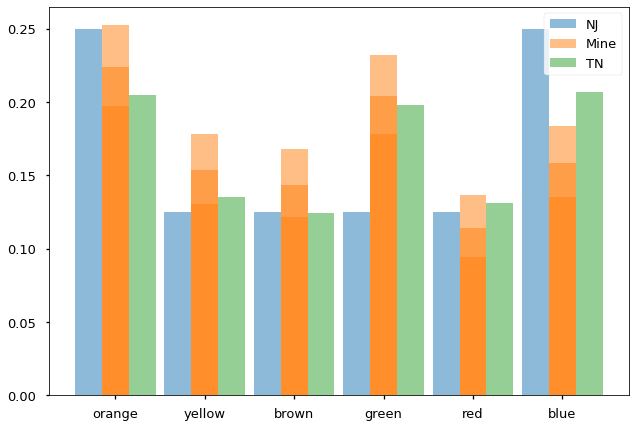 0.25
0.20
0.15
0.10
0.05
0.00
orange
yellow
brown
green
red
blue
NJ
Mine
TN